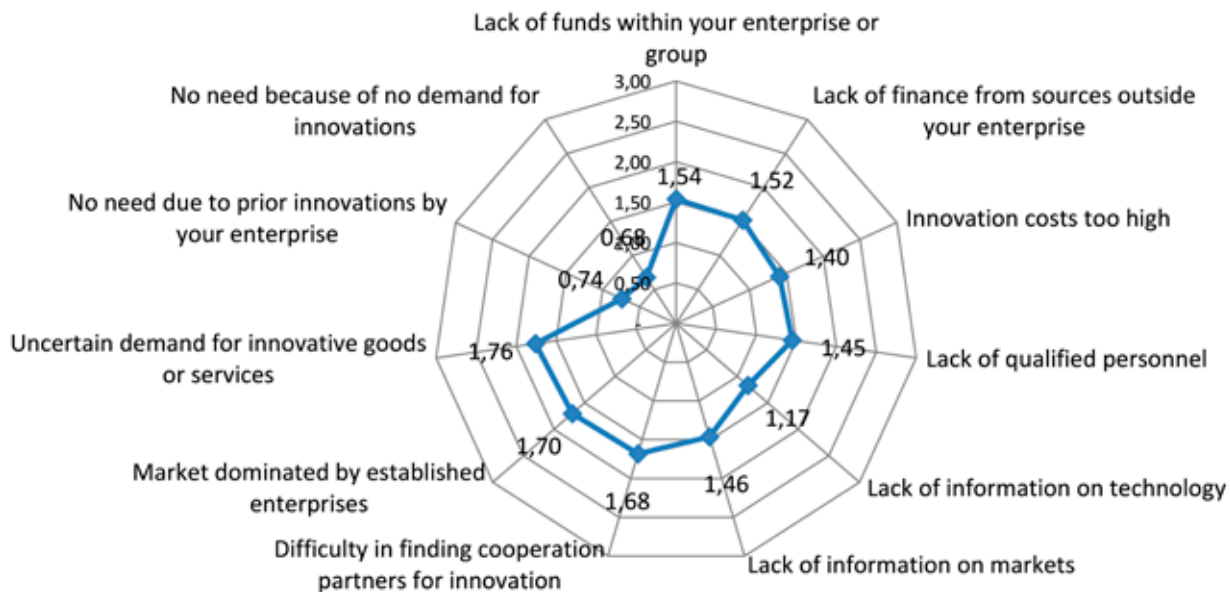 Lack of funds within your enterprise or
group
Lack of finance from sources outside
your enterprise
Innovation costs too high
Lack of qualified personnel
Lack of information on technology
Lack of information on markets
Difficulty in finding cooperation
partners for innovation
Market dominated by established
enterprises
Uncertain demand for innovative goods
or services
No need due to prior innovations by
your enterprise
No need because of no demand for
innovations
3,00
2,50
2,00
1,50
1,00
0,50
-
1,54
1,52
1,40
1,45
1,17
1,46
1,68
1,70
1,76
0,74
0,68